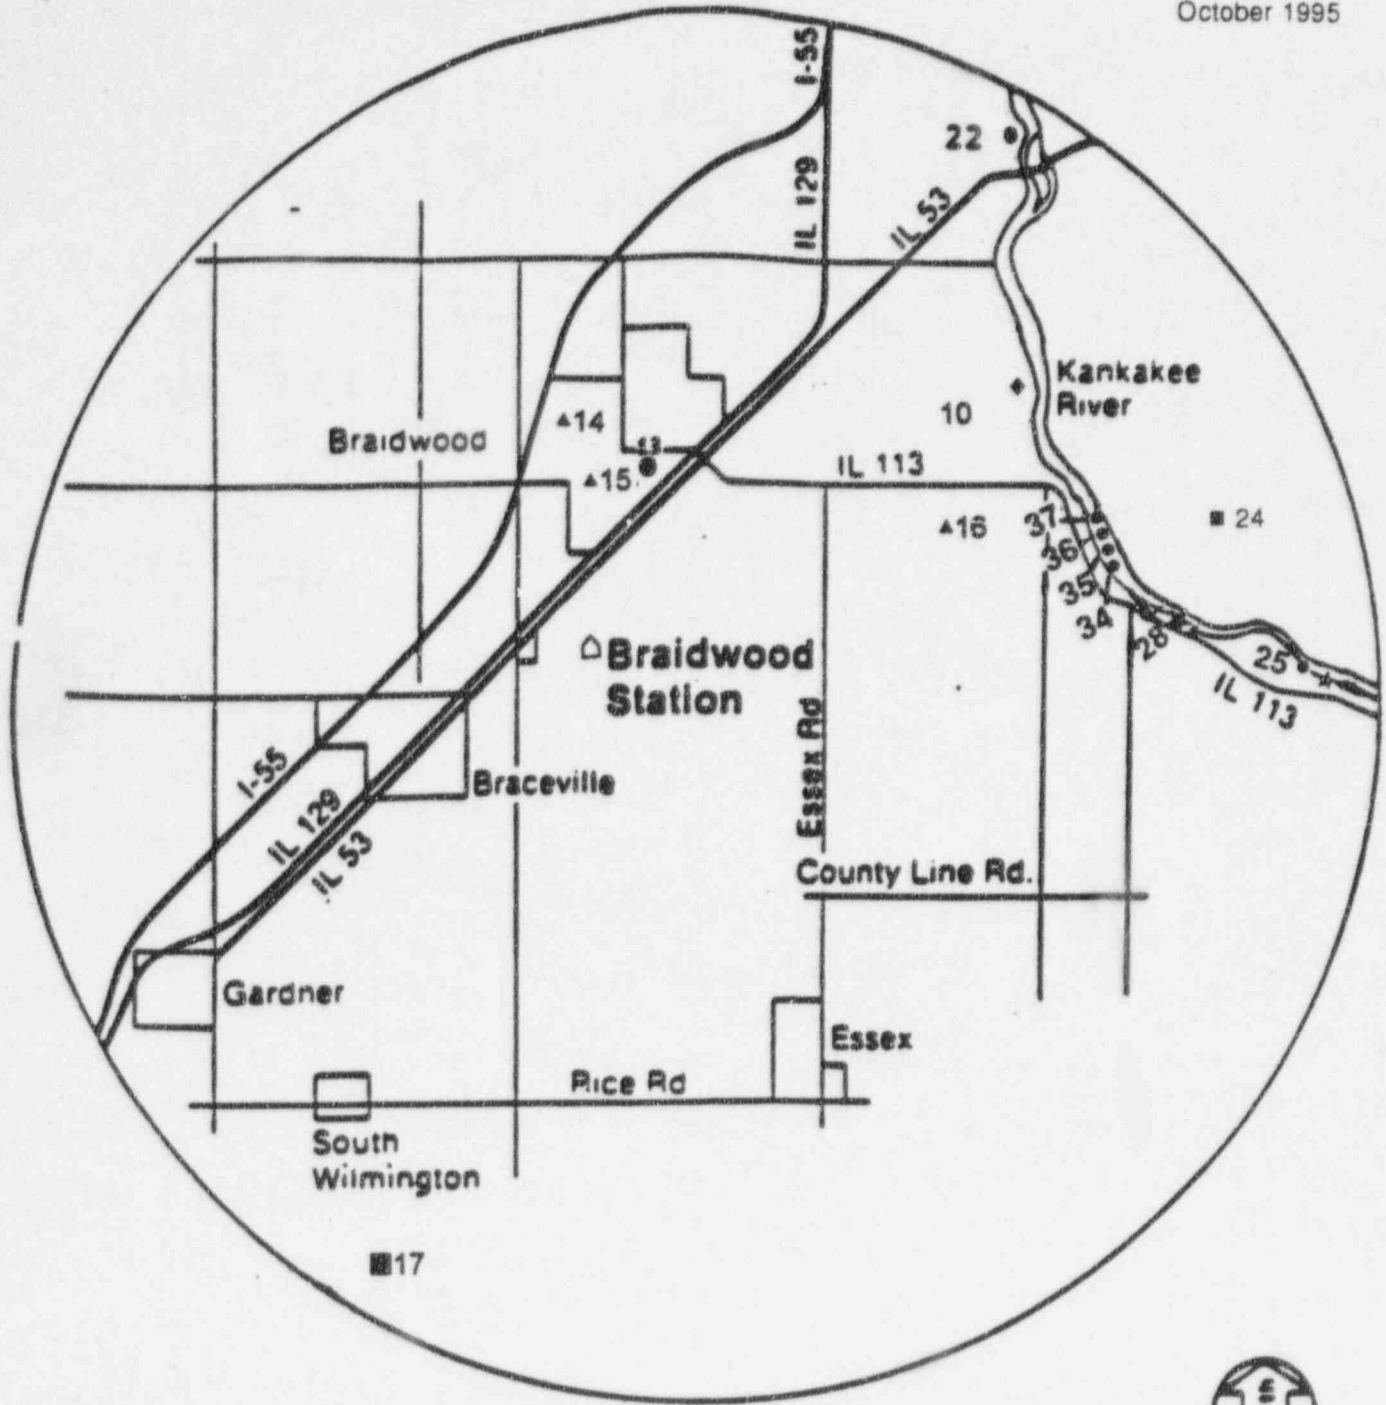 October 1995
I-55
22
IL 129
IL 53
Kankakee
River
10
14
Braidwood
15
IL 113
16
37
24
36
35
34
28
25
IL 113
Braidwood
Station
Essex Rd
I-55
Braceville
IL 129
IL 53
County Line Rd.
Gardner
Essex
Rice Rd
South
Wilmington
17